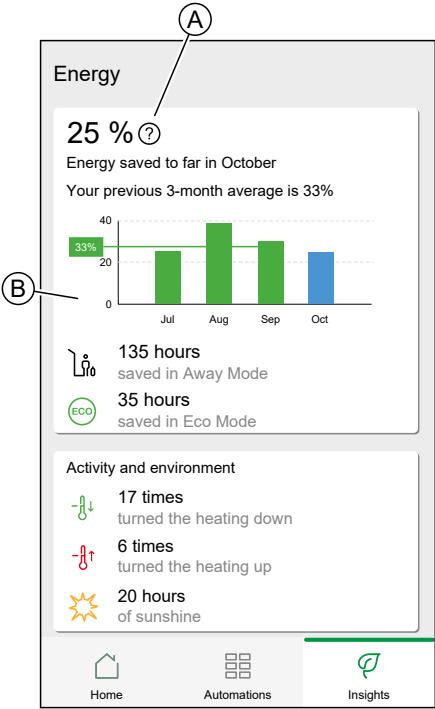 A
Energy
25 % ?
Energy saved to far in October
Your previous 3-month average is 33%
40
33%
20
B
0
Jul Aug Sep Oct
135 hours
saved in Away Mode
ECO
35 hours
saved in Eco Mode
Activity and environment
17 times
turned the heating down
6 times
turned the heating up
20 hours
of sunshine
Home Automations Insights